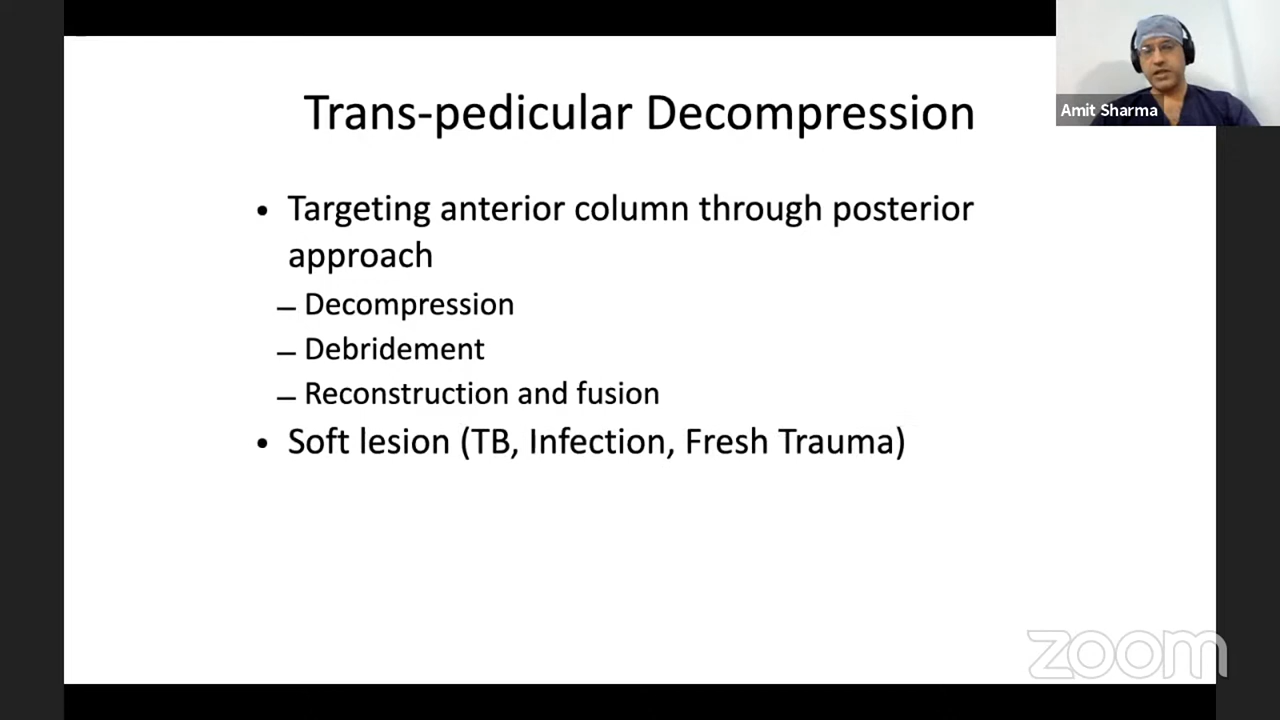 Trans-pedicular Decompression
Amit Sharma
• Targeting anterior column through posterior
approach
– Decompression
– Debridement
– Reconstruction and fusion
• Soft lesion (TB, Infection, Fresh Trauma)
zoom